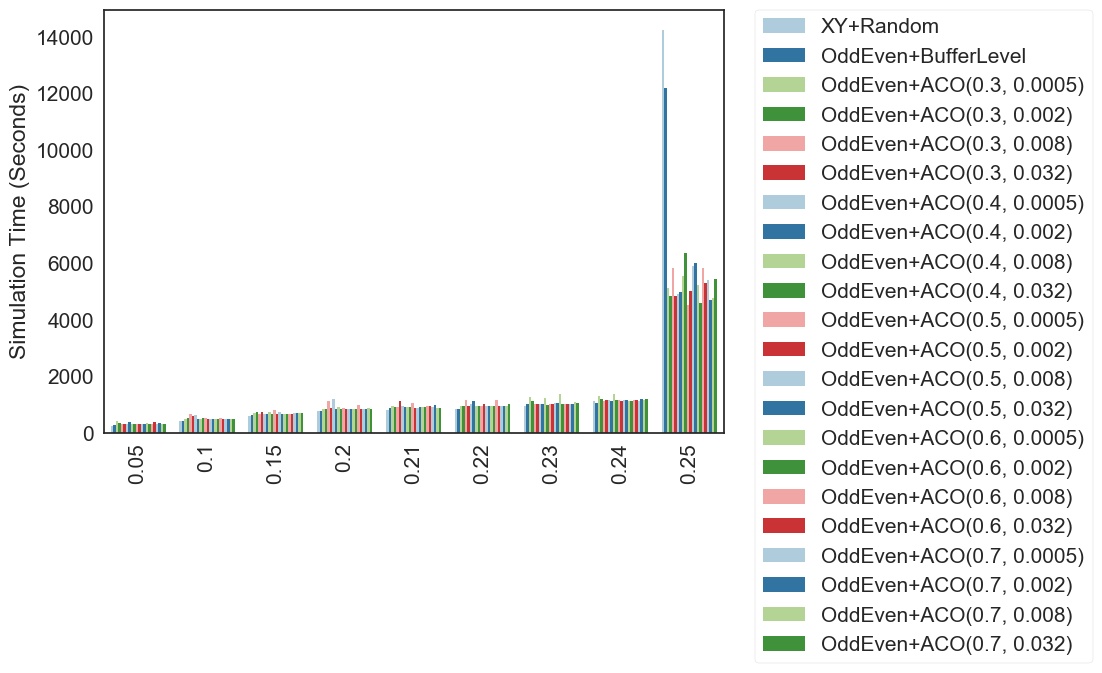 Simulation Time (Seconds)
14000
12000
10000
8000
6000
4000
2000
0
0.05
0.1
0.15
0.2
0.21
0.22
0.23
0.24
0.25
XY+Random
OddEven+BufferLevel
OddEven+ACO(0.3, 0.0005)
OddEven+ACO(0.3, 0.002)
OddEven+ACO(0.3, 0.008)
OddEven+ACO(0.3, 0.032)
OddEven+ACO(0.4, 0.0005)
OddEven+ACO(0.4, 0.002)
OddEven+ACO(0.4, 0.008)
OddEven+ACO(0.4, 0.032)
OddEven+ACO(0.5, 0.0005)
OddEven+ACO(0.5, 0.002)
OddEven+ACO(0.5, 0.008)
OddEven+ACO(0.5, 0.032)
OddEven+ACO(0.6, 0.0005)
OddEven+ACO(0.6, 0.002)
OddEven+ACO(0.6, 0.008)
OddEven+ACO(0.6, 0.032)
OddEven+ACO(0.7, 0.0005)
OddEven+ACO(0.7, 0.002)
OddEven+ACO(0.7, 0.008)
OddEven+ACO(0.7, 0.032)